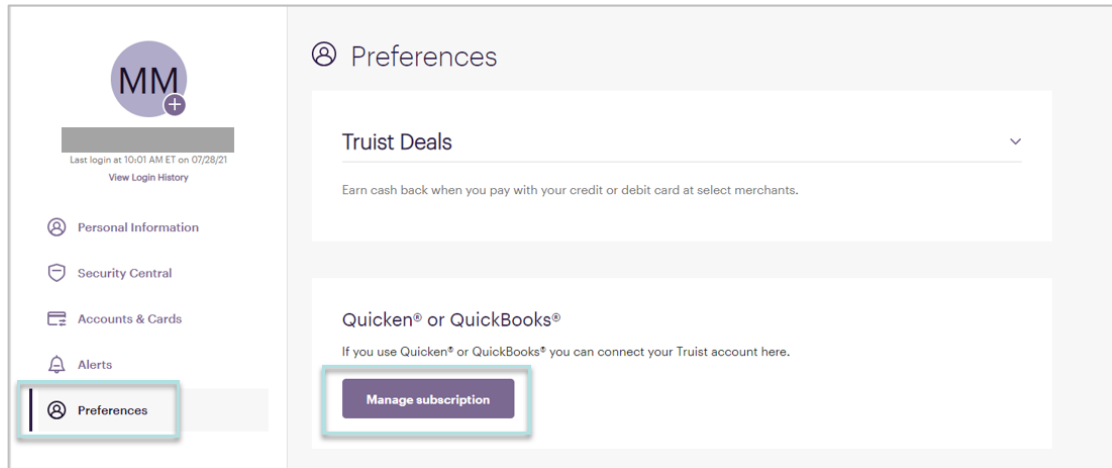 MM
Last login at 10:01 AM ET on 07/28/21
View Login History
Personal Information
Security Central
Accounts & Cards
Alerts
Preferences
Preferences
Truist Deals
Earn cash back when you pay with your credit or debit card at select merchants.
Quicken® or QuickBooks®
If you use Quicken® or QuickBooks® you can connect your Truist account here.
Manage subscription